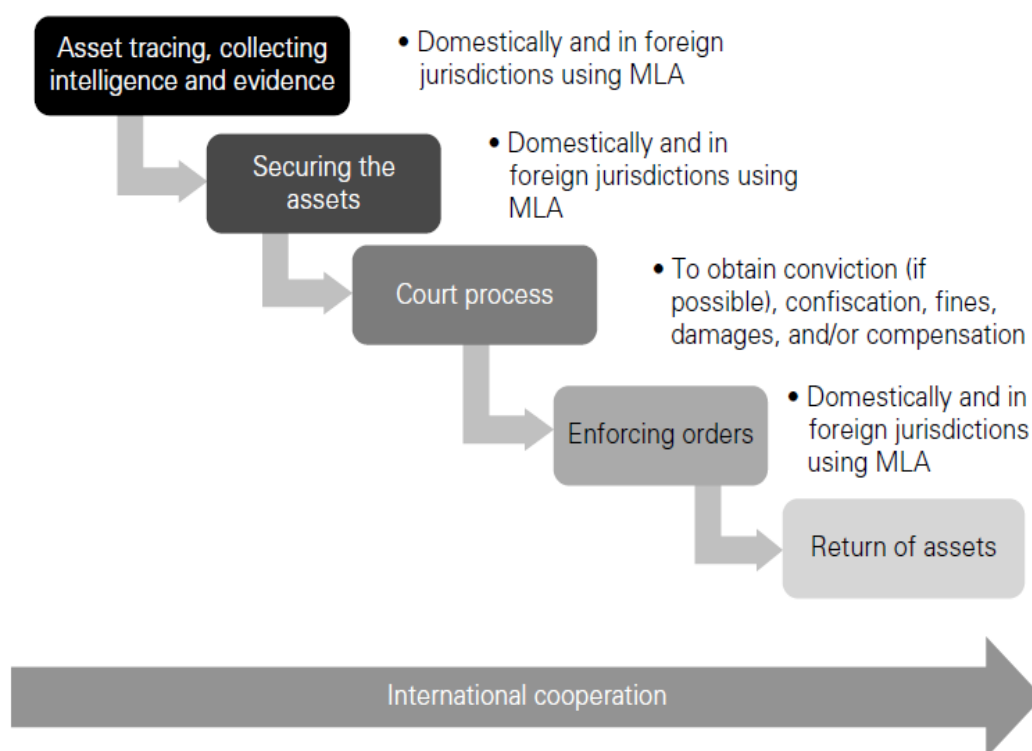 Asset tracing, collecting
intelligence and evidence
• Domestically and in foreign
jurisdictions using MLA
Securing the
assets
• Domestically and in
foreign jurisdictions using
MLA
Court process
• To obtain conviction (if
possible), confiscation, fines,
damages, and/or compensation
Enforcing orders
• Domestically and in
foreign jurisdictions
using MLA
Return of assets
International cooperation